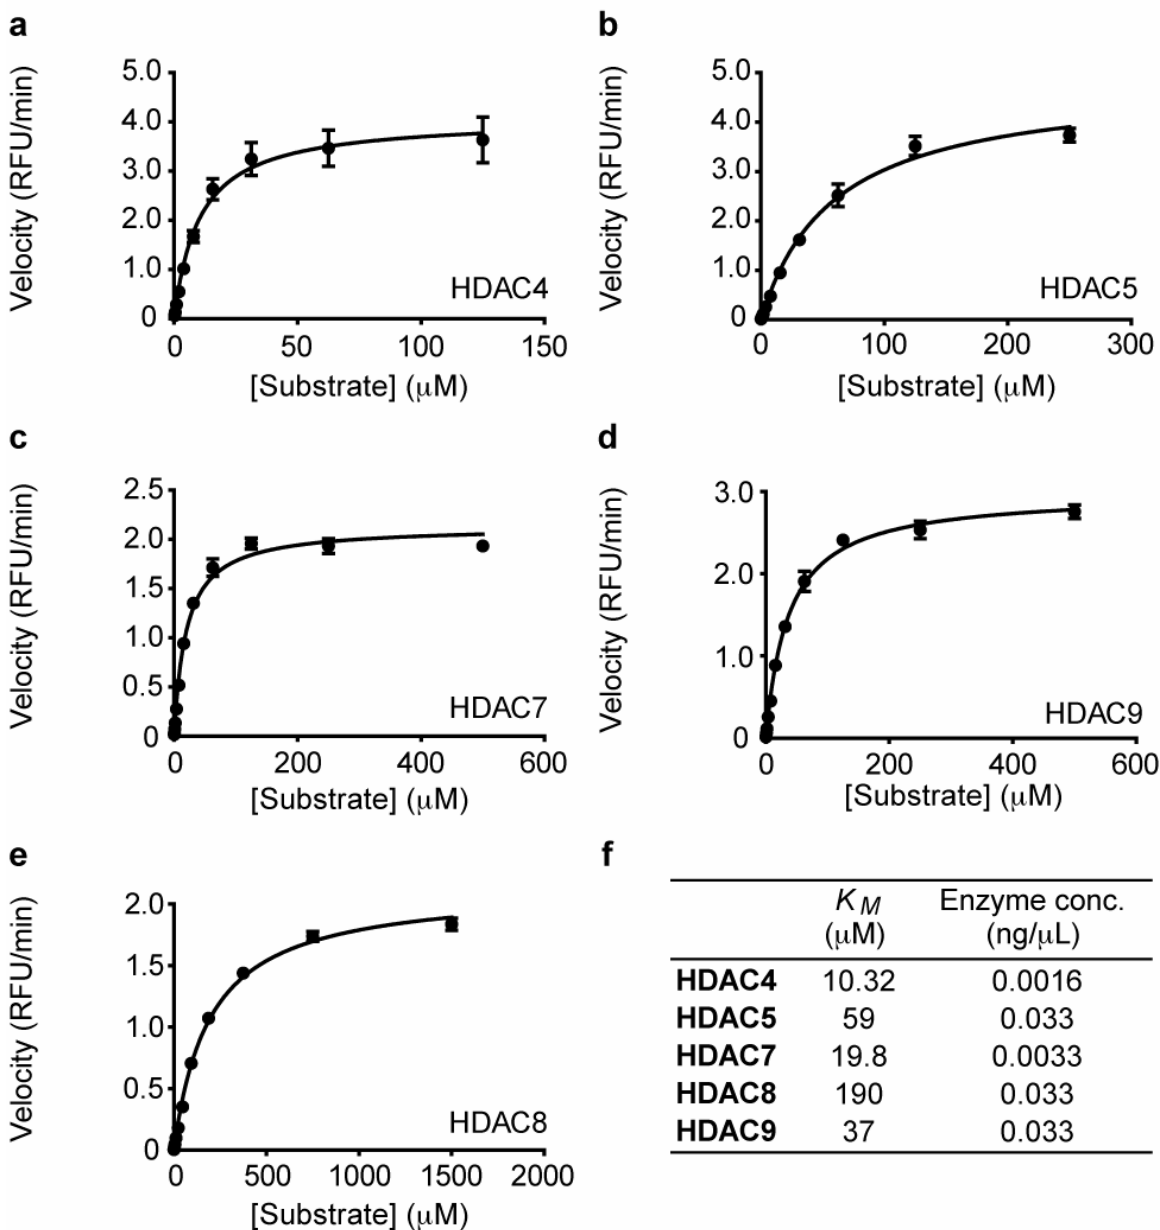 a
Velocity (RFU/min)
5.0
4.0
3.0
2.0
1.0
0
0 50 100 150
HDAC4
[Substrate] (μM)
b
Velocity (RFU/min)
5.0
4.0
3.0
2.0
1.0
0
0 100 200 300
HDAC5
[Substrate] (μM)
c
Velocity (RFU/min)
2.5
2.0
1.5
1.0
0.5
0
0 200 400 600
HDAC7
[Substrate] (μM)
d
Velocity (RFU/min)
3.0
2.0
1.0
0
0 200 400 600
HDAC9
[Substrate] (μM)
e
Velocity (RFU/min)
2.0
1.5
1.0
0.5
0
0 500 1000 1500 2000
HDAC8
[Substrate] (μM)
f
K M Enzyme conc.
(μM) (ng/μL)
HDAC4 10.32 0.0016
HDAC5 59 0.033
HDAC7 19.8 0.0033
HDAC8 190 0.033
HDAC9 37 0.033